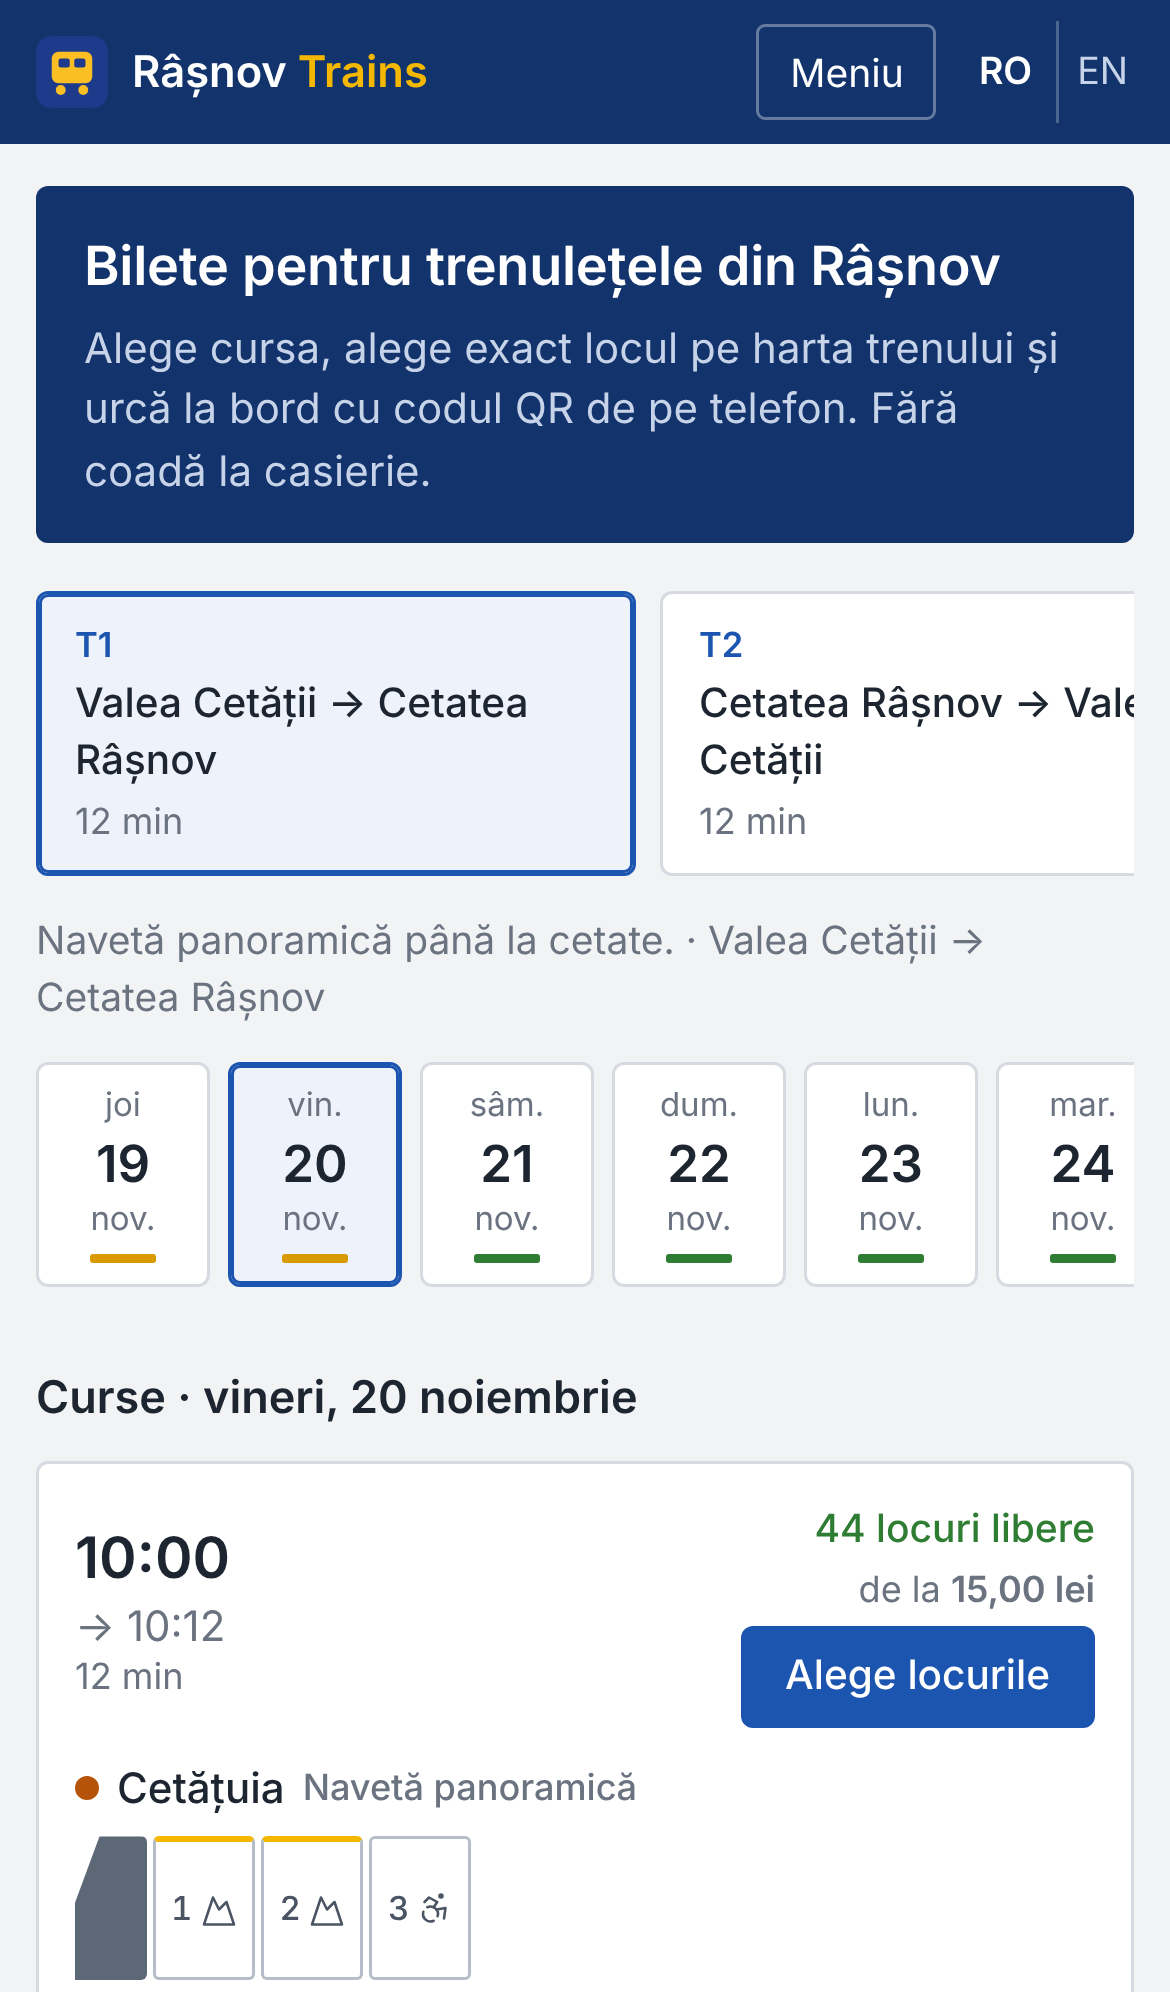 Râșnov Trains
Meniu
RO
EN
Bilete pentru trenulețele din Râșnov
Alege cursa, alege exact locul pe harta trenului și
urcă la bord cu codul QR de pe telefon. Fără
coadă la casierie.
T1
Valea Cetății → Cetatea
Râșnov
12 min
T2
Cetatea Râșnov → Vale
Cetății
12 min
Navetă panoramică până la cetate. · Valea Cetății →
Cetatea Râșnov
joi
19
nov.
vin.
20
nov.
sâm.
21
nov.
dum.
22
nov.
lun.
23
nov.
mar.
24
nov.
Curse · vineri, 20 noiembrie
10:00
→ 10:12
12 min
44 locuri libere
de la 15,00 lei
Alege locurile
Cetățuia Navetă panoramică
1
2
3